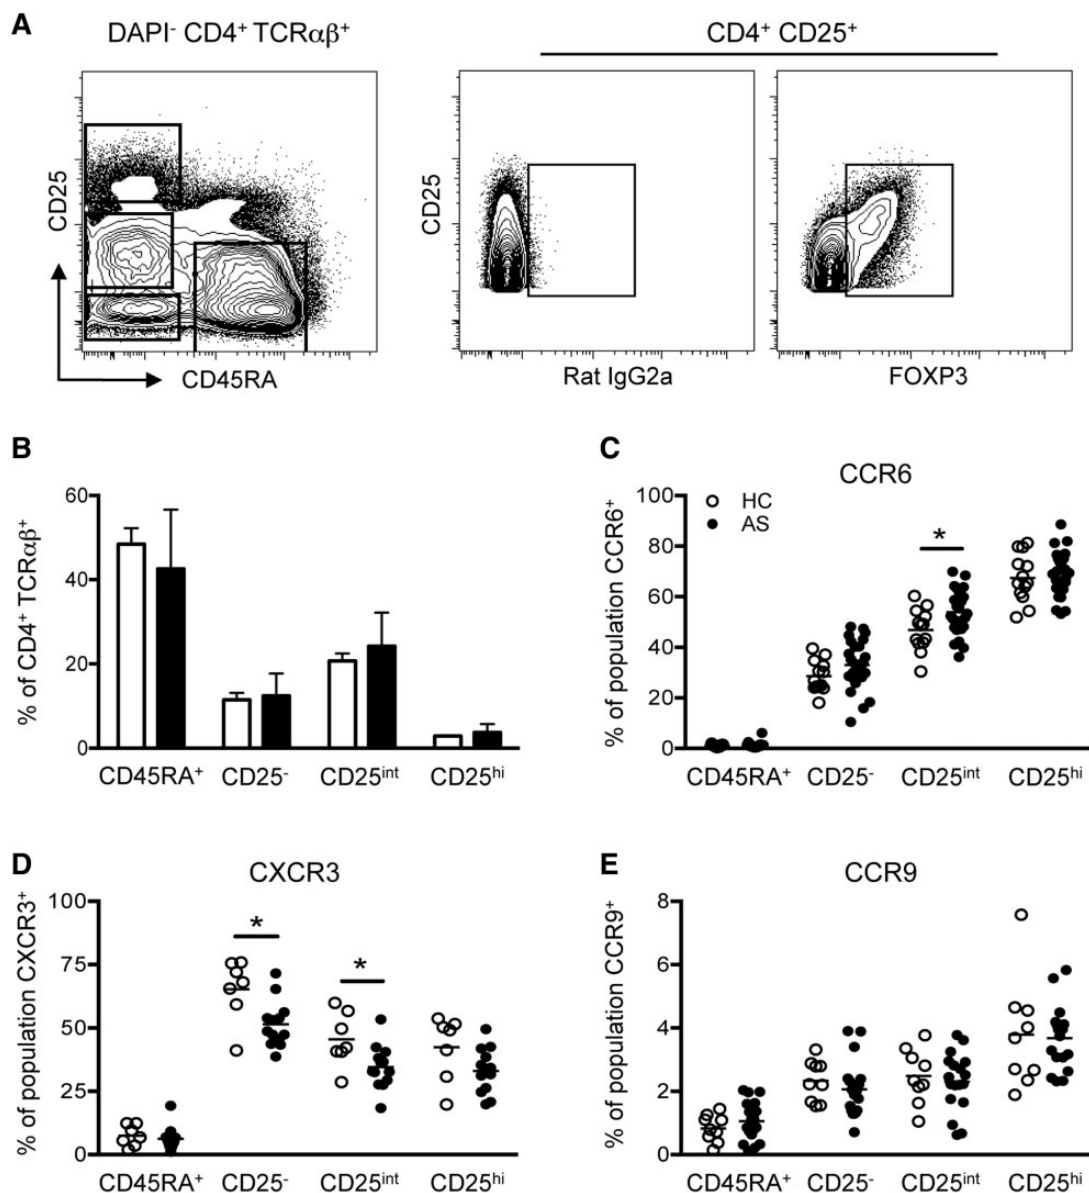 A
DAPI⁻ CD4⁺ TCRαβ⁺
CD4⁺ CD25⁺
CD25
CD45RA
CD25
Rat IgG2a
FOXP3
B
% of CD4⁺ TCRαβ⁺
60
40
20
0
CD45RA⁺ CD25⁻ CD25ⁱⁿᵗ CD25ʰⁱ
C
CCR6
% of population CCR6⁺
100
80
60
40
20
0
HC
AS
*
CD45RA⁺ CD25⁻ CD25ⁱⁿᵗ CD25ʰⁱ
D
CXCR3
% of population CXCR3⁺
100
75
50
25
0
* *
CD45RA⁺ CD25⁻ CD25ⁱⁿᵗ CD25ʰⁱ
E
CCR9
% of population CCR9⁺
8
6
4
2
0
CD45RA⁺ CD25⁻ CD25ⁱⁿᵗ CD25ʰⁱ